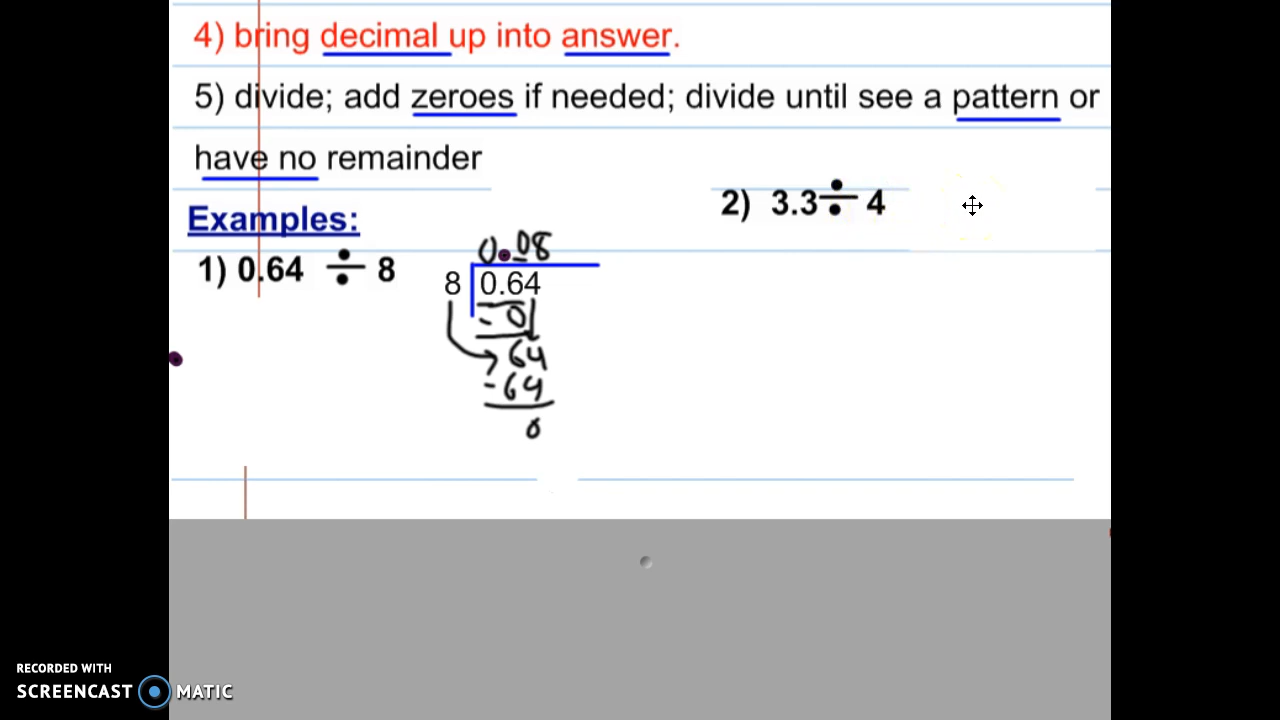 4) bring decimal up into answer.
5) divide; add zeroes if needed; divide until see a pattern or
have no remainder
Examples:
2) 3.3 ÷ 4
1) 0.64 ÷ 8
0.08
8 0.64
- 0
64
- 64
0
RECORDED WITH
SCREENCAST MATIC